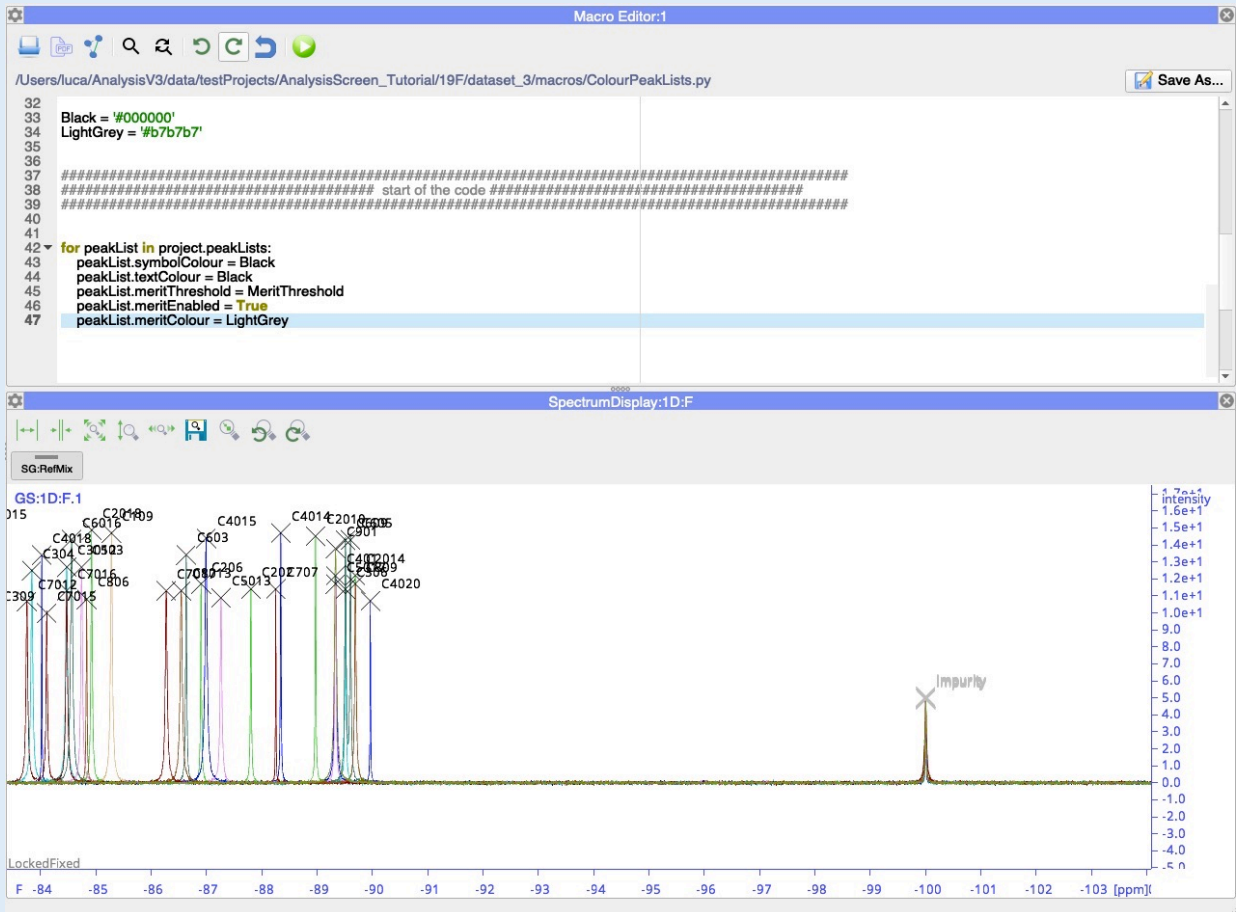 Macro Editor:1
/Users/luca/AnalysisV3/data/testProjects/AnalysisScreen_Tutorial/19F/dataset_3/macros/ColourPeakLists.py
Save As...
32
33 Black = '#000000'
34 LightGrey = '#b7b7b7'
35
36
37 #####################################################################################################
38 ######################################## start of the code ########################################
39 #####################################################################################################
40
41
42 for peakList in project.peakLists:
43 peakList.symbolColour = Black
44 peakList.textColour = Black
45 peakList.meritThreshold = MeritThreshold
46 peakList.meritEnabled = True
47 peakList.meritColour = LightGrey
SpectrumDisplay:1D:F
SG:RefMix
GS:1D:F.1
intensity
1.6e+1
1.5e+1
1.4e+1
1.3e+1
1.2e+1
1.1e+1
1.0e+1
9.0
8.0
7.0
6.0
5.0
4.0
3.0
2.0
1.0
0.0
-1.0
-2.0
-3.0
-4.0
-5.0
C6016
C4015
C4014
C2010
C901
C4018
C603
C304
C2014
C7016
C206
C707
C806
C5013
C4020
C7012
C7015
C309
Impurity
LockedFixed
F -84 -85 -86 -87 -88 -89 -90 -91 -92 -93 -94 -95 -96 -97 -98 -99 -100 -101 -102 -103 [ppm]